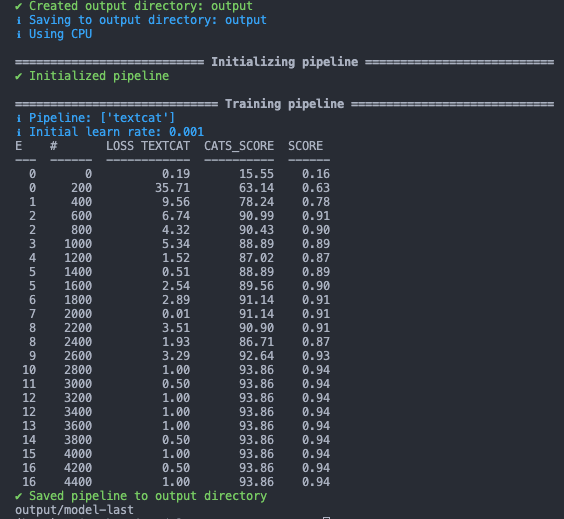 ✔ Created output directory: output
ℹ Saving to output directory: output
ℹ Using CPU
=========================== Initializing pipeline ===========================
✔ Initialized pipeline
============================= Training pipeline =============================
ℹ Pipeline: ['textcat']
ℹ Initial learn rate: 0.001
E    #       LOSS TEXTCAT  CATS_SCORE  SCORE
---  ------  ------------  ----------  ------
  0       0          0.19       15.55    0.16
  0     200         35.71       63.14    0.63
  1     400          9.56       78.24    0.78
  2     600          6.74       90.99    0.91
  2     800          4.32       90.43    0.90
  3    1000          5.34       88.89    0.89
  4    1200          1.52       87.02    0.87
  5    1400          0.51       88.89    0.89
  5    1600          2.54       89.56    0.90
  6    1800          2.89       91.14    0.91
  7    2000          0.01       91.14    0.91
  8    2200          3.51       90.90    0.91
  8    2400          1.93       86.71    0.87
  9    2600          3.29       92.64    0.93
 10    2800          1.00       93.86    0.94
 11    3000          0.50       93.86    0.94
 12    3200          1.00       93.86    0.94
 12    3400          1.00       93.86    0.94
 13    3600          1.00       93.86    0.94
 14    3800          0.50       93.86    0.94
 15    4000          1.00       93.86    0.94
 16    4200          0.50       93.86    0.94
 16    4400          1.00       93.86    0.94
✔ Saved pipeline to output directory
output/model-last